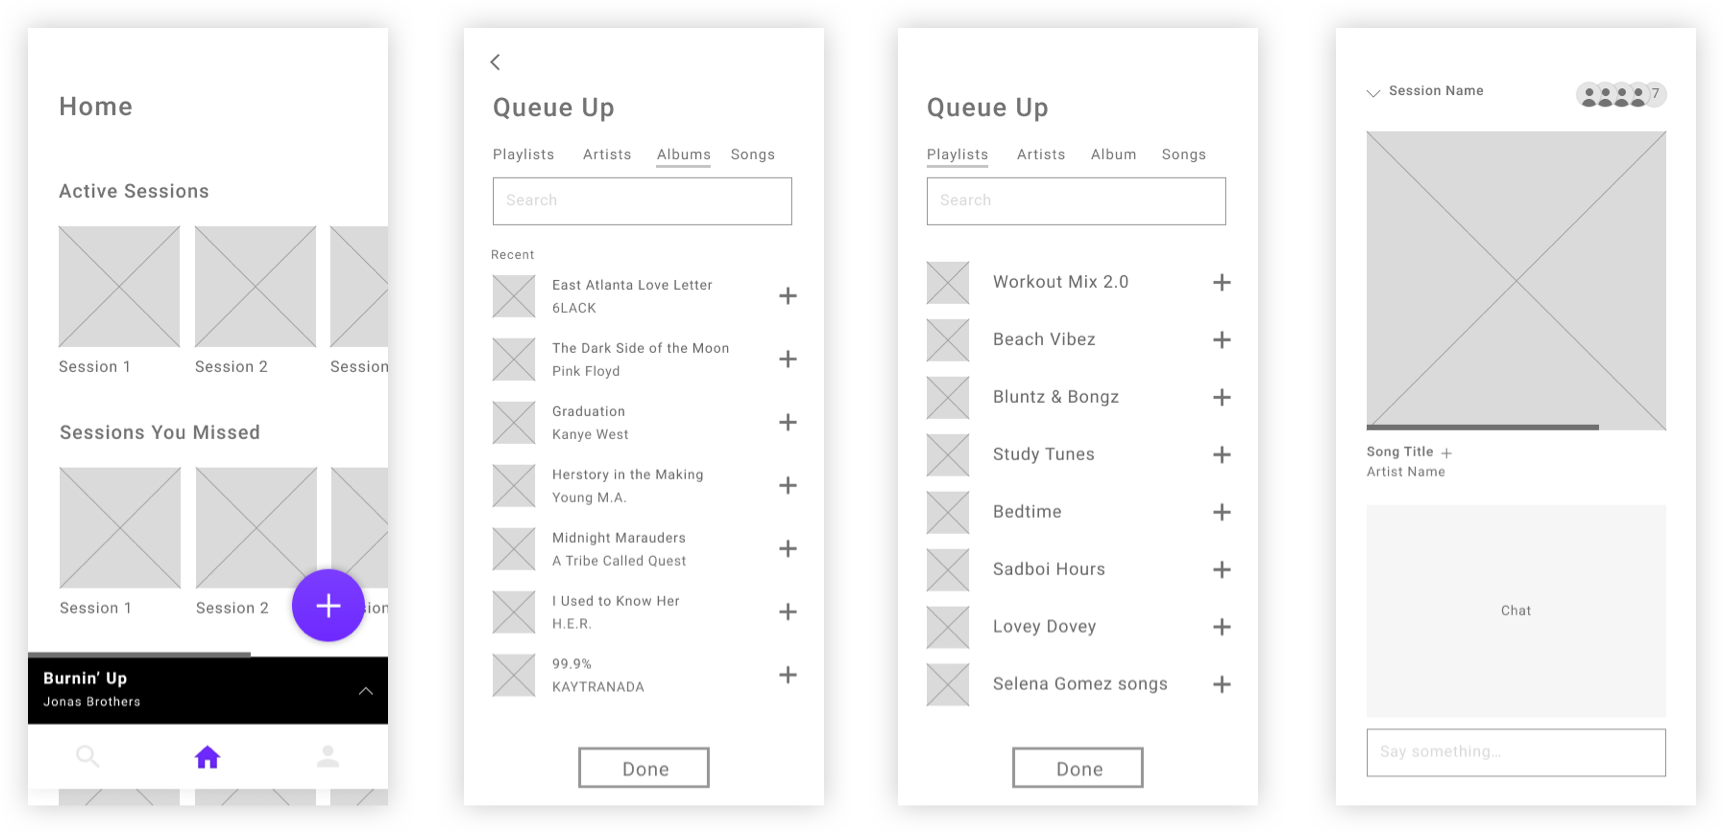 Home
Active Sessions
Session 1
Session 2
Session
Sessions You Missed
Session 1
Session 2
ion
Burnin' Up
Jonas Brothers
Queue Up
Playlists Artists Albums Songs
Search
Recent
East Atlanta Love Letter
6LACK
The Dark Side of the Moon
Pink Floyd
Graduation
Kanye West
Herstory in the Making
Young M.A.
Midnight Marauders
A Tribe Called Quest
I Used to Know Her
H.E.R.
99.9%
KAYTRANADA
Done
Queue Up
Playlists Artists Album Songs
Search
Workout Mix 2.0
Beach Vibez
Bluntz & Bongz
Study Tunes
Bedtime
Sadboi Hours
Lovey Dovey
Selena Gomez songs
Done
Session Name
7
Song Title
Artist Name
Chat
Say something...